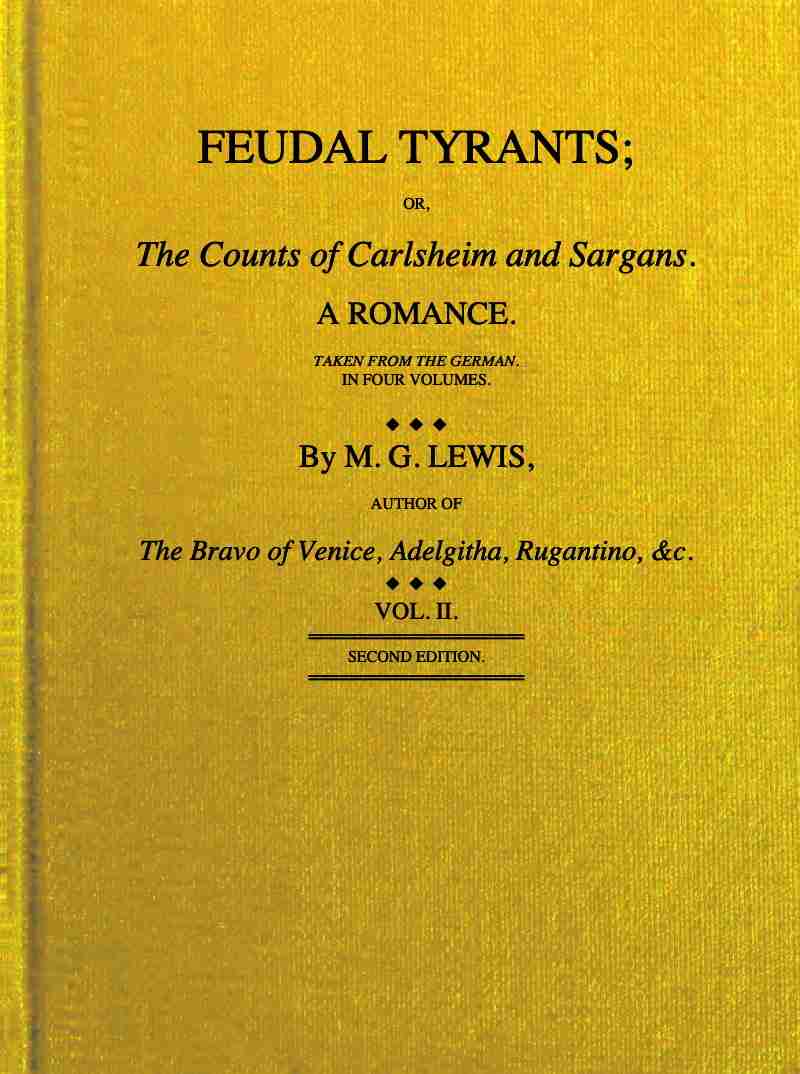 FEUDAL TYRANTS;
OR,
The Counts of Carlsheim and Sargans.
A ROMANCE.
TAKEN FROM THE GERMAN.
IN FOUR VOLUMES.
◆ ◆ ◆
By M. G. LEWIS,
AUTHOR OF
The Bravo of Venice, Adelgitha, Rugantino, &c.
◆ ◆ ◆
VOL. II.
SECOND EDITION.